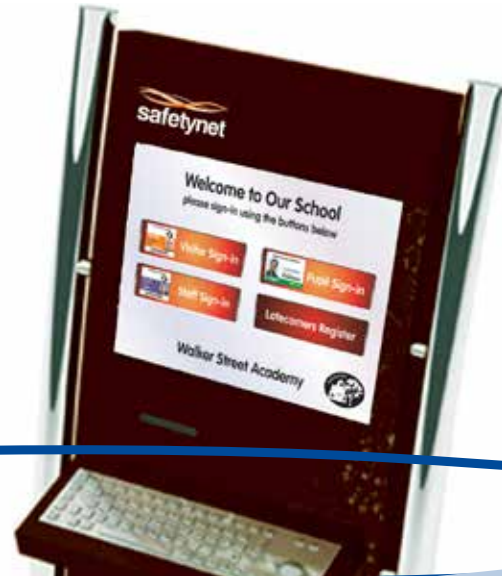 safetynet
Welcome to Our School
please sign-in using the buttons below
Visitor Sign-in
Pupil Sign-in
Staff Sign-in
Latecomers Register
Walker Street Academy